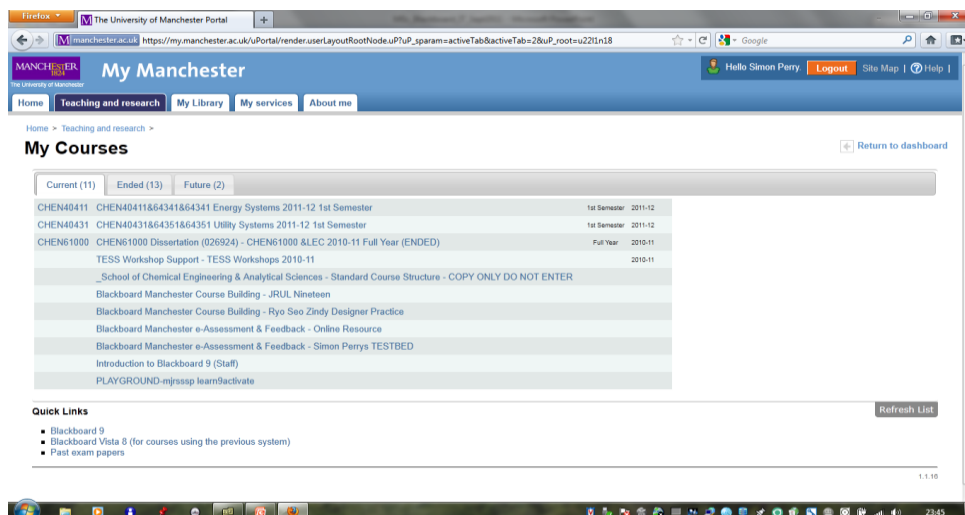 Firefox
The University of Manchester Portal
manchester.ac.uk https://my.manchester.ac.uk/uPortal/render.userLayoutRootNode.uP?uP_sparam=activeTab&activeTab=2&uP_root=u22l1n18
Google
MANCHESTER
1824
The University of Manchester
My Manchester
Hello Simon Perry. Logout Site Map | Help |
Home Teaching and research My Library My services About me
Home > Teaching and research >
My Courses
Return to dashboard
Current (11) Ended (13) Future (2)
CHEN40411 CHEN40411&64341&64341 Energy Systems 2011-12 1st Semester 1st Semester 2011-12
CHEN40431 CHEN40431&64351&64351 Utility Systems 2011-12 1st Semester 1st Semester 2011-12
CHEN61000 CHEN61000 Dissertation (026924) - CHEN61000 &LEC 2010-11 Full Year (ENDED) Full Year 2010-11
TESS Workshop Support - TESS Workshops 2010-11 2010-11
_School of Chemical Engineering & Analytical Sciences - Standard Course Structure - COPY ONLY DO NOT ENTER
Blackboard Manchester Course Building - JRUL Nineteen
Blackboard Manchester Course Building - Ryo Seo Zindy Designer Practice
Blackboard Manchester e-Assessment & Feedback - Online Resource
Blackboard Manchester e-Assessment & Feedback - Simon Perrys TESTBED
Introduction to Blackboard 9 (Staff)
PLAYGROUND-mjrsssp learn9activate
Quick Links
Refresh List
Blackboard 9
Blackboard Vista 8 (for courses using the previous system)
Past exam papers
1.1.16
23:45